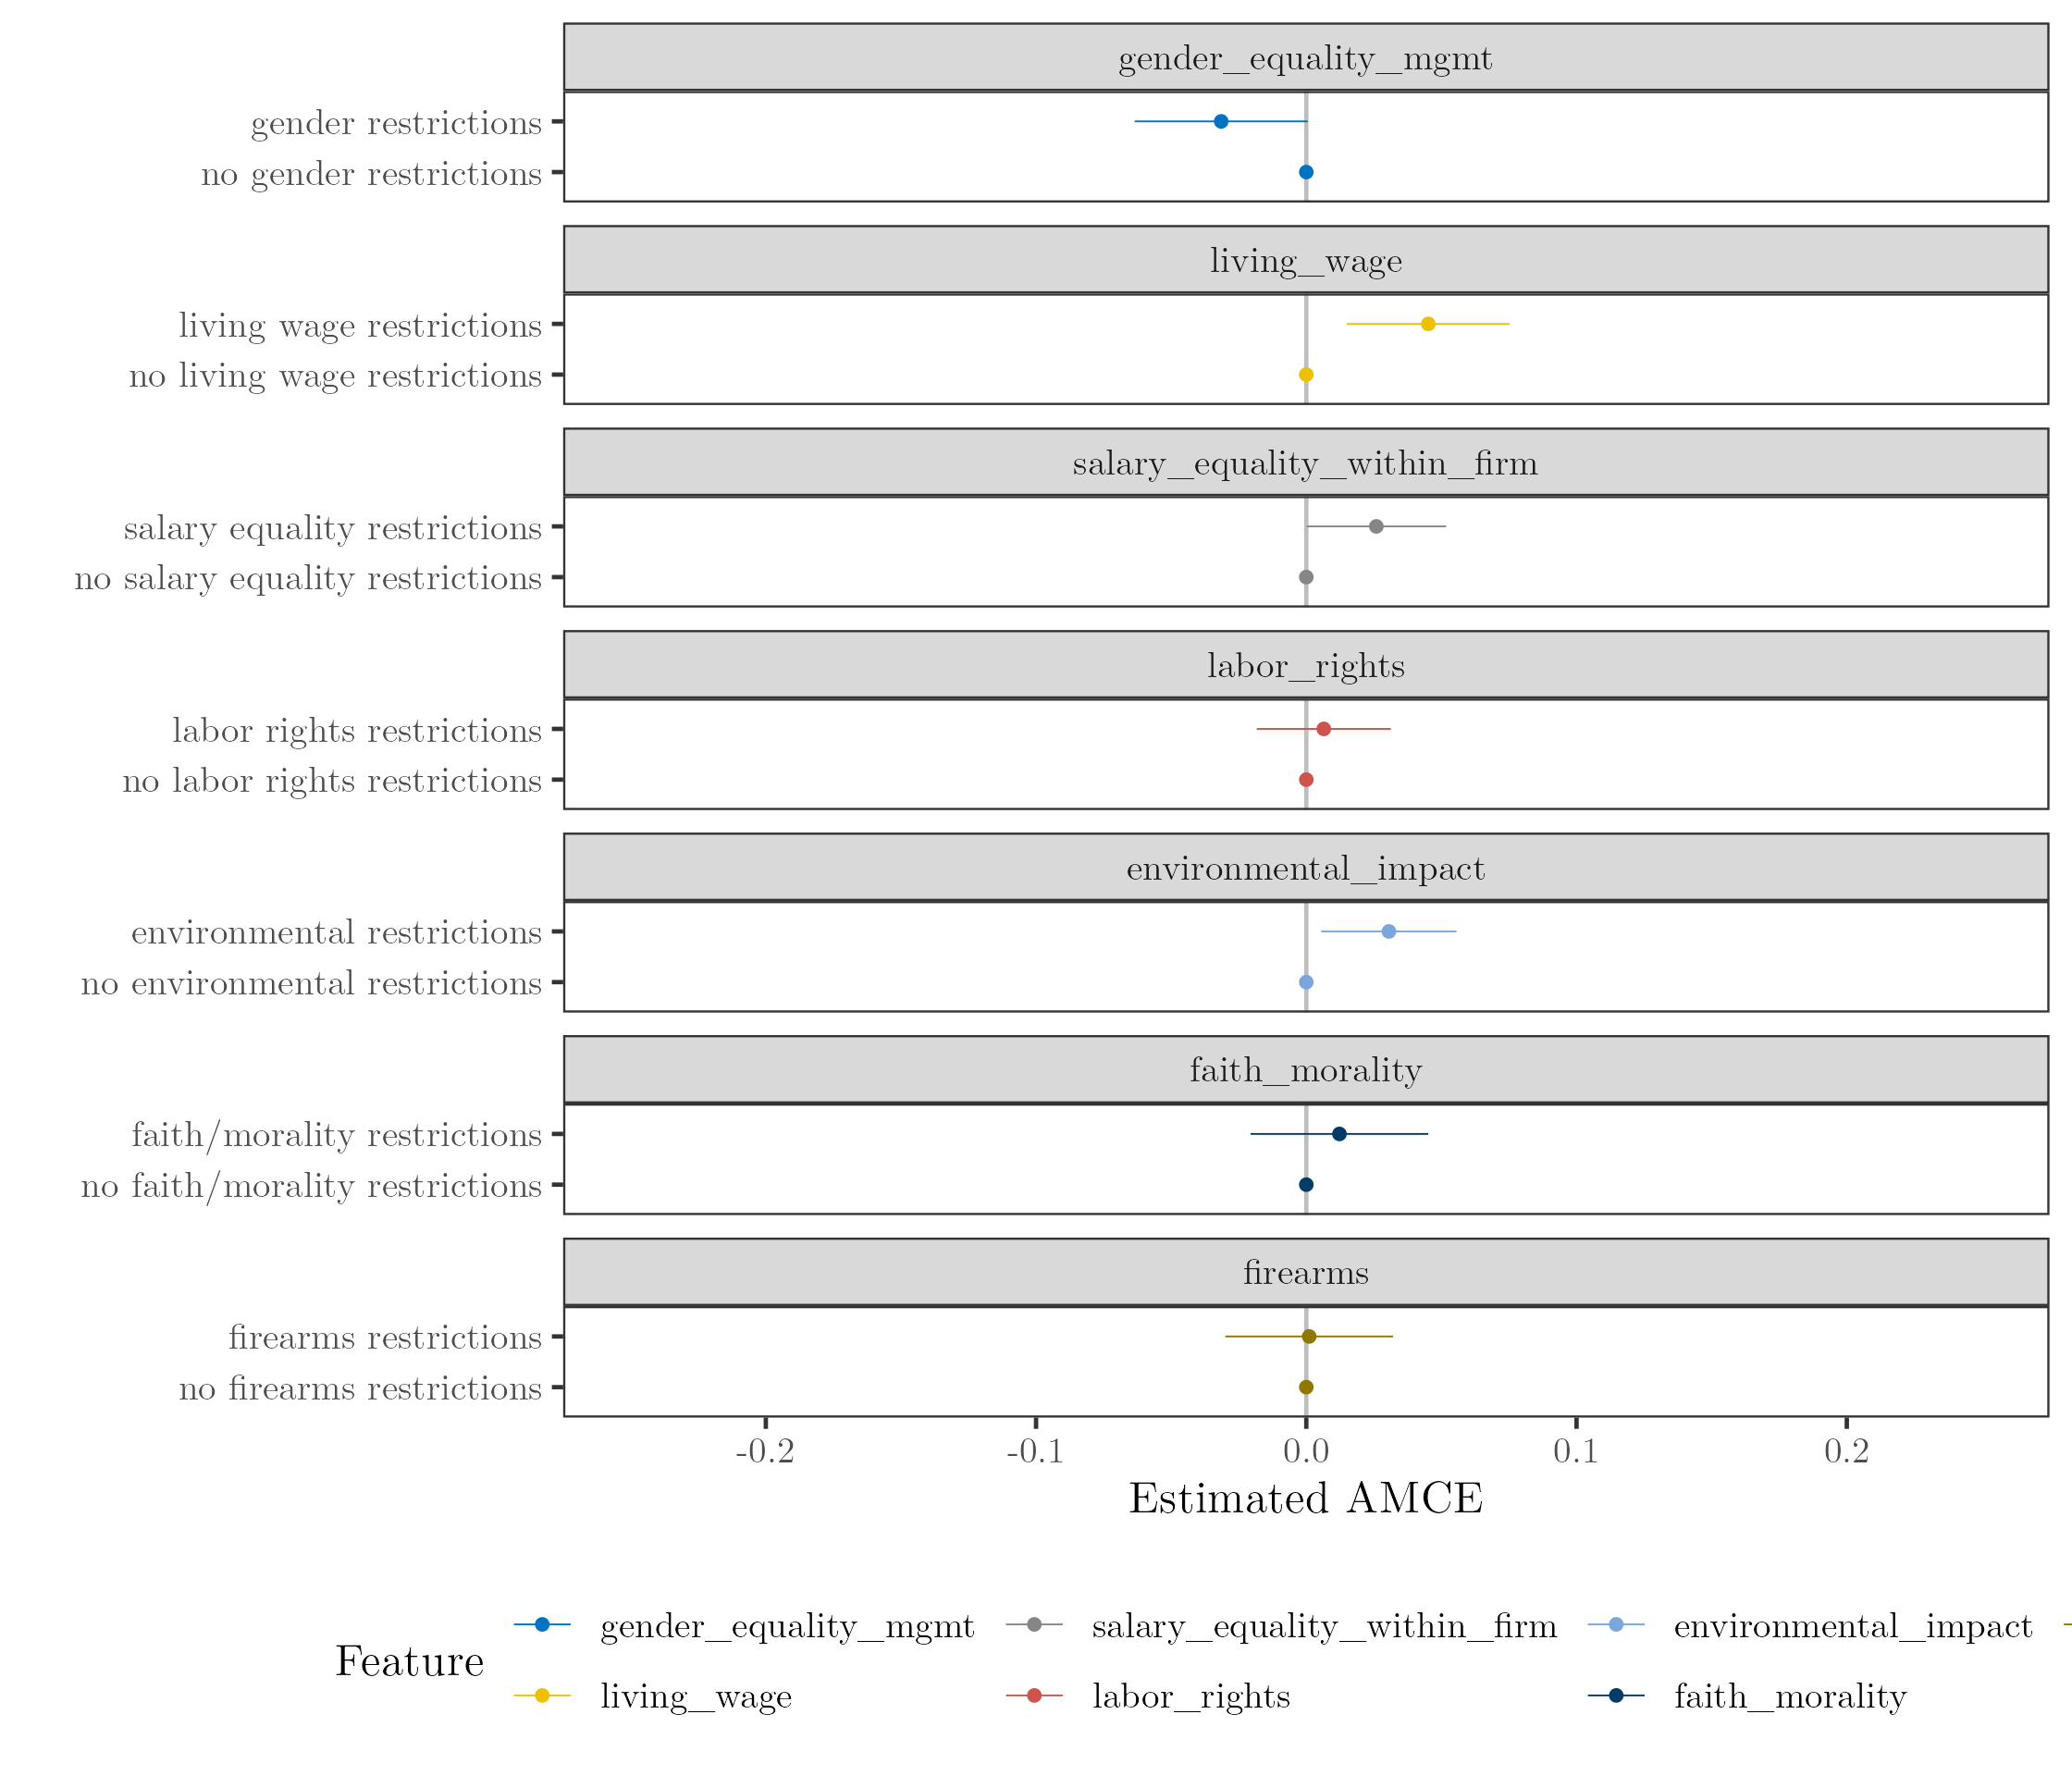 gender_equality_mgmt
gender restrictions
no gender restrictions
living_wage
living wage restrictions
no living wage restrictions
salary_equality_within_firm
salary equality restrictions
no salary equality restrictions
labor_rights
labor rights restrictions
no labor rights restrictions
environmental_impact
environmental restrictions
no environmental restrictions
faith_morality
faith/morality restrictions
no faith/morality restrictions
firearms
firearms restrictions
no firearms restrictions
-0.2 -0.1 0.0 0.1 0.2
Estimated AMCE
Feature
gender_equality_mgmt salary_equality_within_firm environmental_impact
living_wage labor_rights faith_morality